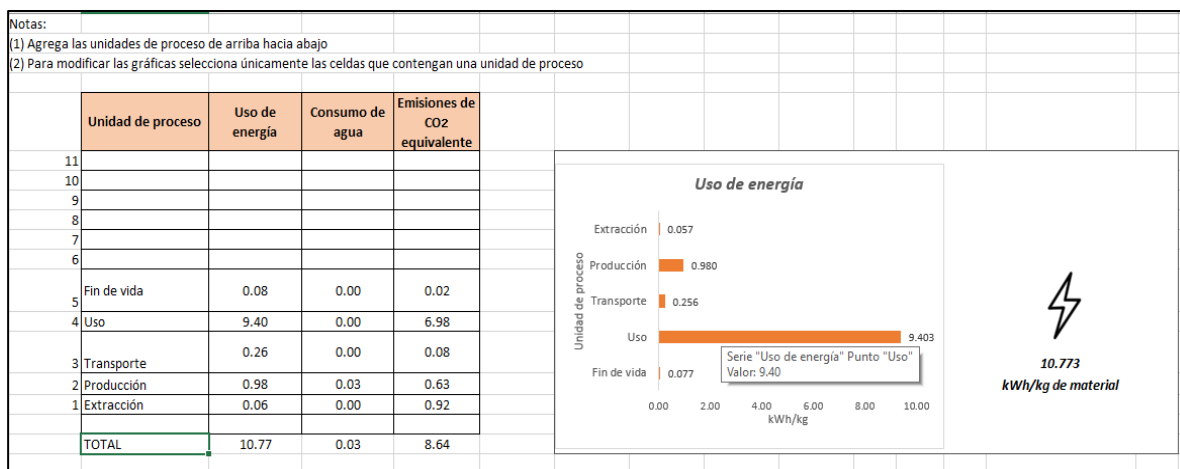 Notas:
(1) Agrega las unidades de proceso de arriba hacia abajo
(2) Para modificar las gráficas selecciona únicamente las celdas que contengan una unidad de proceso
Unidad de proceso Uso de energía Consumo de agua Emisiones de CO2 equivalente
11
10
9
8
7
6
5 Fin de vida 0.08 0.00 0.02
4 Uso 9.40 0.00 6.98
3 Transporte 0.26 0.00 0.08
2 Producción 0.98 0.03 0.63
1 Extracción 0.06 0.00 0.92
TOTAL 10.77 0.03 8.64
Uso de energía
Unidad de proceso
Extracción 0.057
Producción 0.980
Transporte 0.256
Uso 9.403
Serie "Uso de energía" Punto "Uso"
Valor: 9.40
Fin de vida 0.077
0.00 2.00 4.00 6.00 8.00 10.00
kWh/kg
10.773
kWh/kg de material